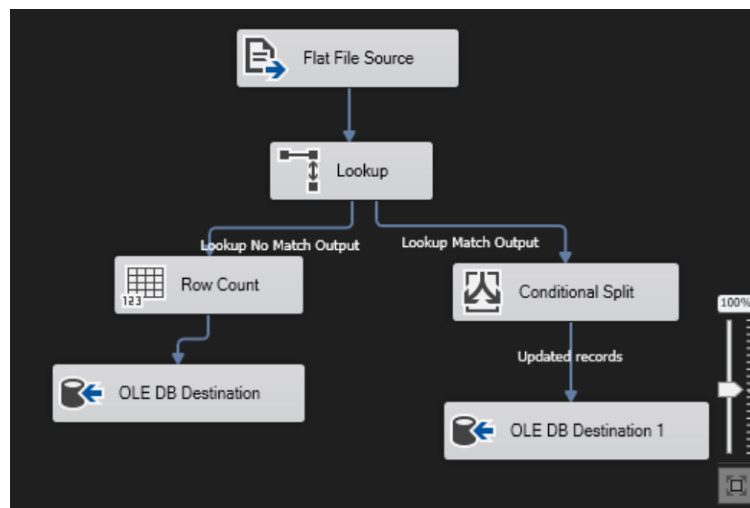 Flat File Source
Lookup
Lookup No Match Output
Lookup Match Output
123
Row Count
Conditional Split
100%
Updated records
OLE DB Destination
OLE DB Destination 1